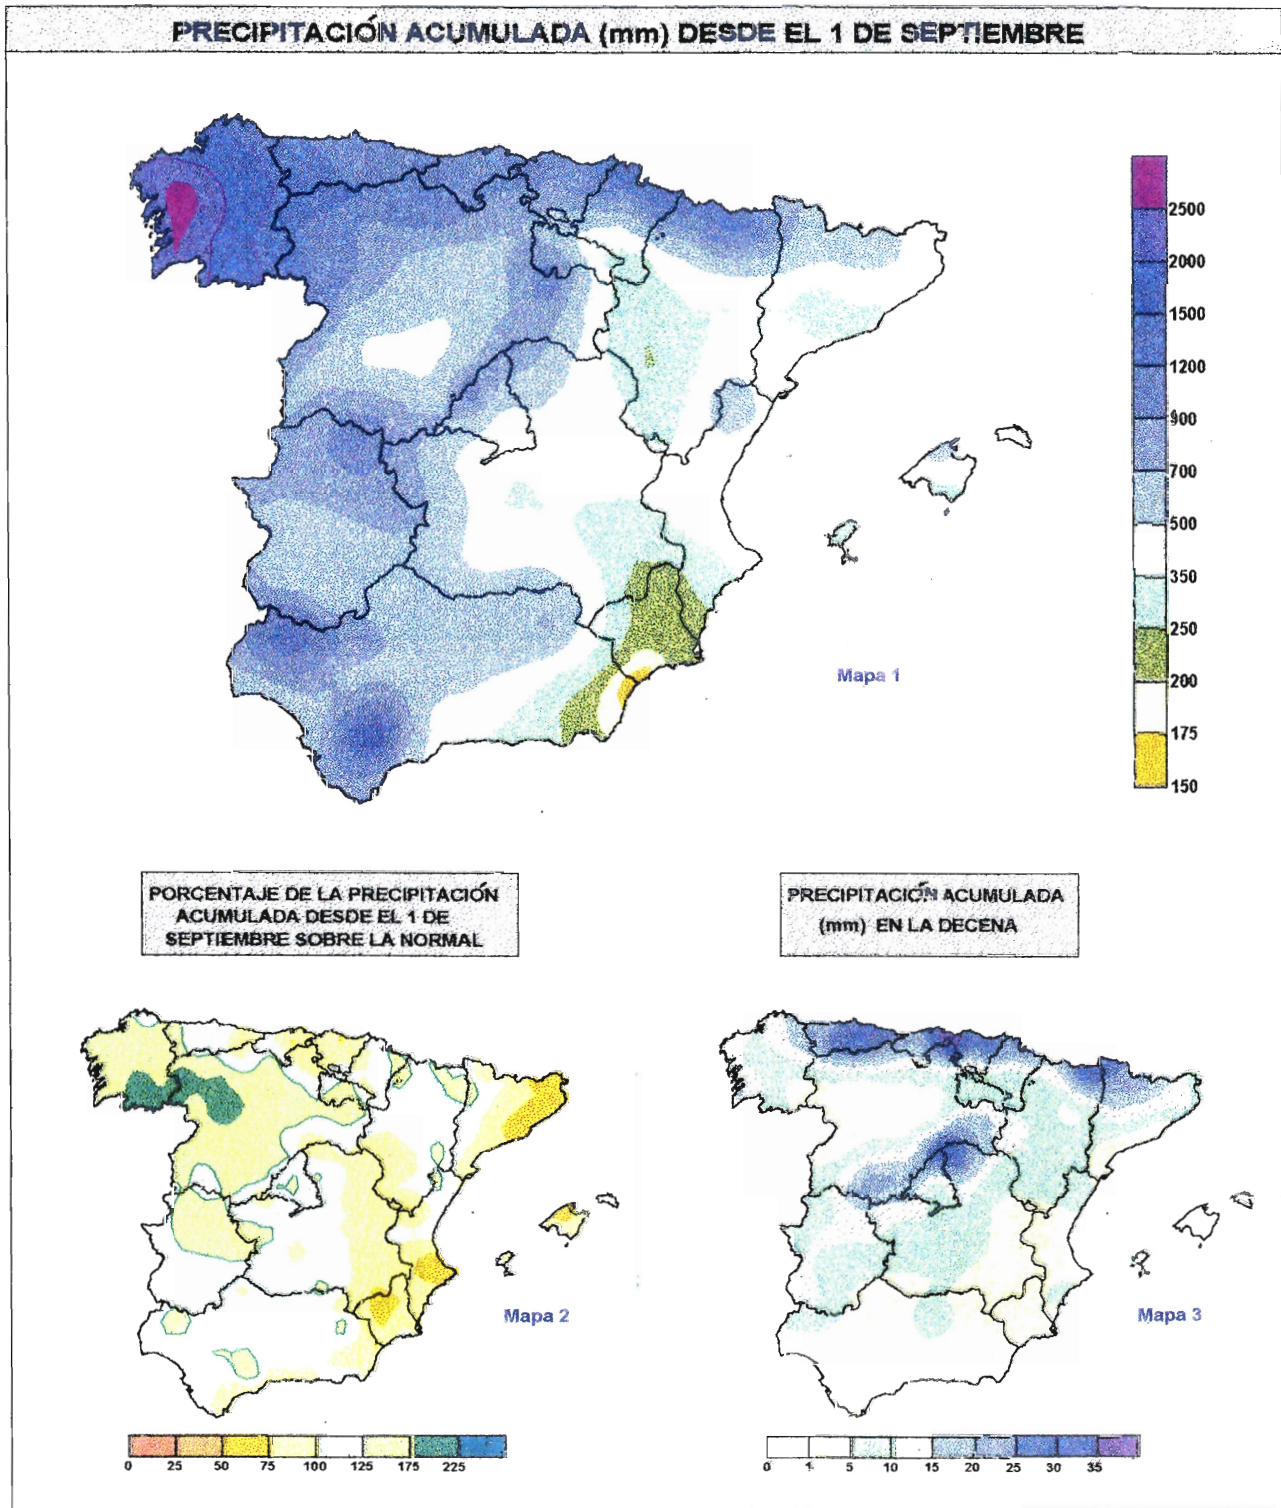 PRECIPITACIÓN ACUMULADA (mm) DESDE EL 1 DE SEPTIEMBRE
2500
2000
1500
1200
900
700
500
350
250
200
175
150
Mapa 1
PORCENTAJE DE LA PRECIPITACIÓN
ACUMULADA DESDE EL 1 DE
SEPTIEMBRE SOBRE LA NORMAL
PRECIPITACIÓN ACUMULADA
(mm) EN LA DECENA
Mapa 2
Mapa 3
0 25 50 75 100 125 175 225
0 1 5 10 15 20 25 30 35